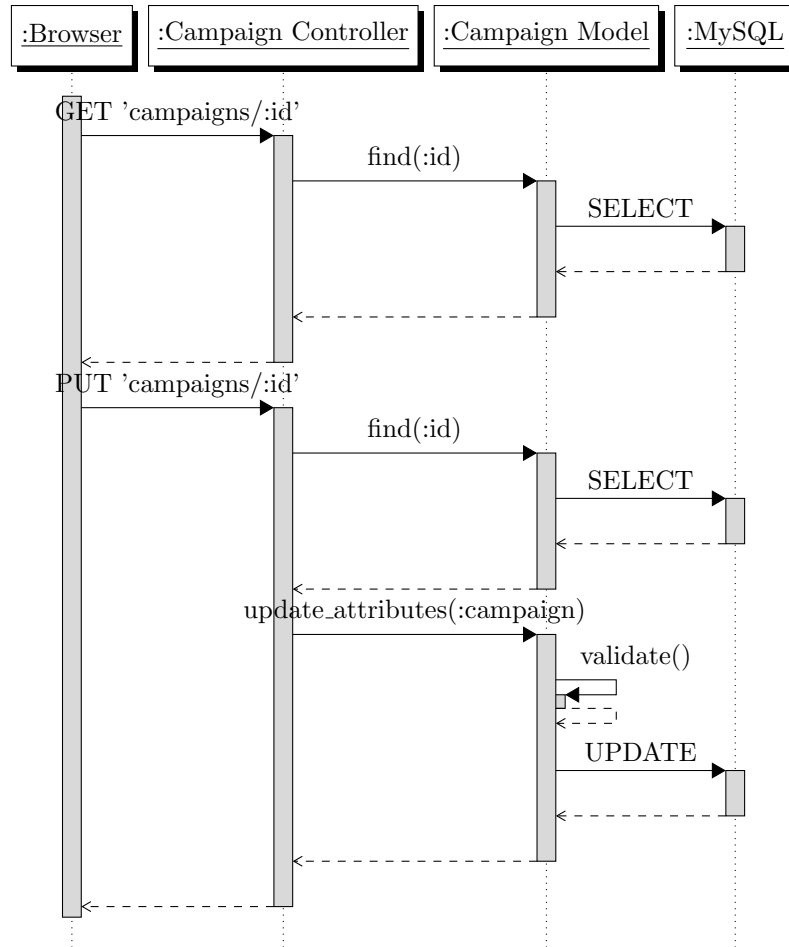 :Browser
:Campaign Controller
:Campaign Model
:MySQL
GET 'campaigns/:id'
find(:id)
SELECT
PUT 'campaigns/:id'
find(:id)
SELECT
update_attributes(:campaign)
validate()
UPDATE